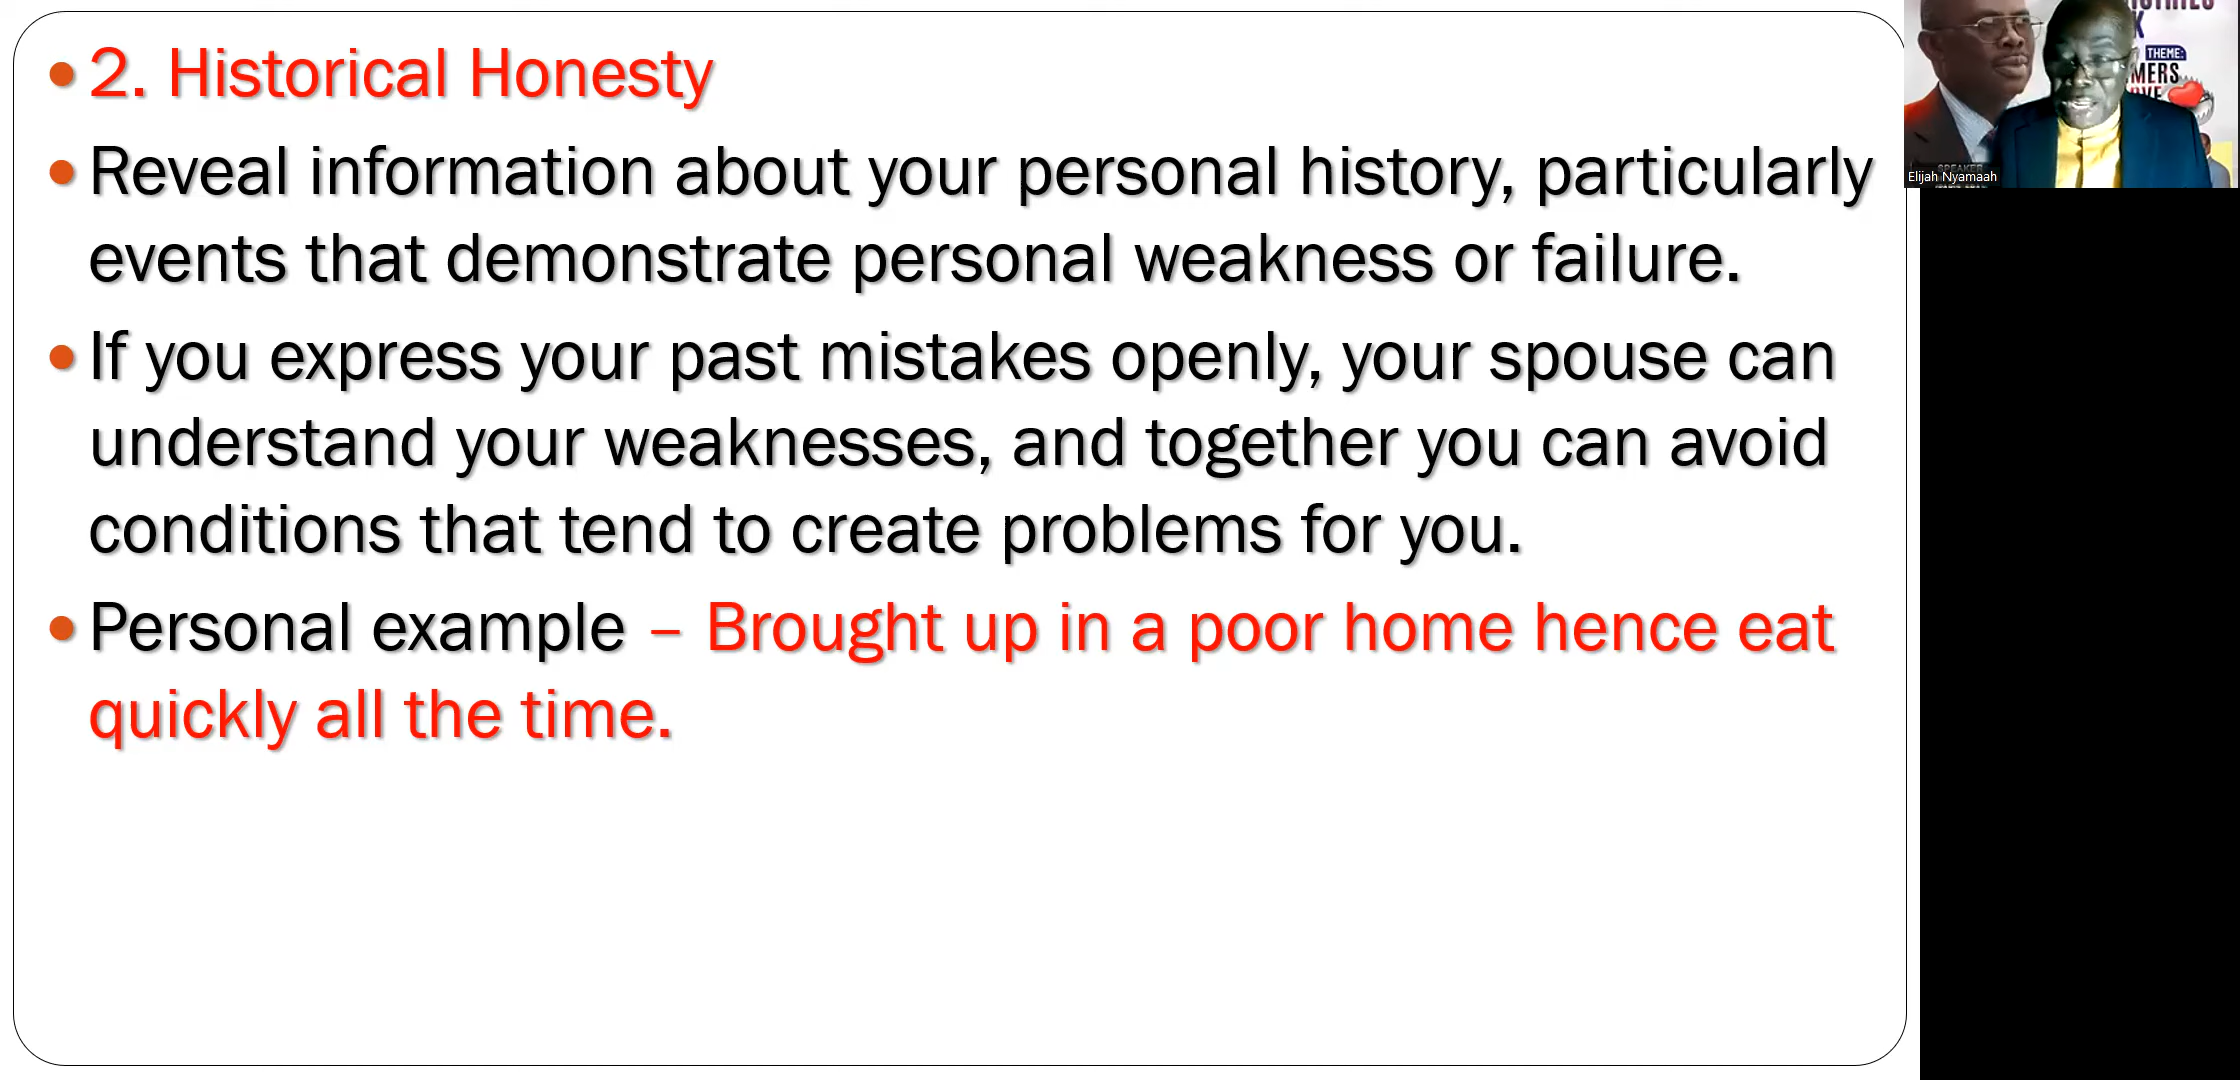 2. Historical Honesty
Reveal information about your personal history, particularly
events that demonstrate personal weakness or failure.
If you express your past mistakes openly, your spouse can
understand your weaknesses, and together you can avoid
conditions that tend to create problems for you.
Personal example – Brought up in a poor home hence eat
quickly all the time.
THEME:
SPEAKER
Elijah Nyamaah